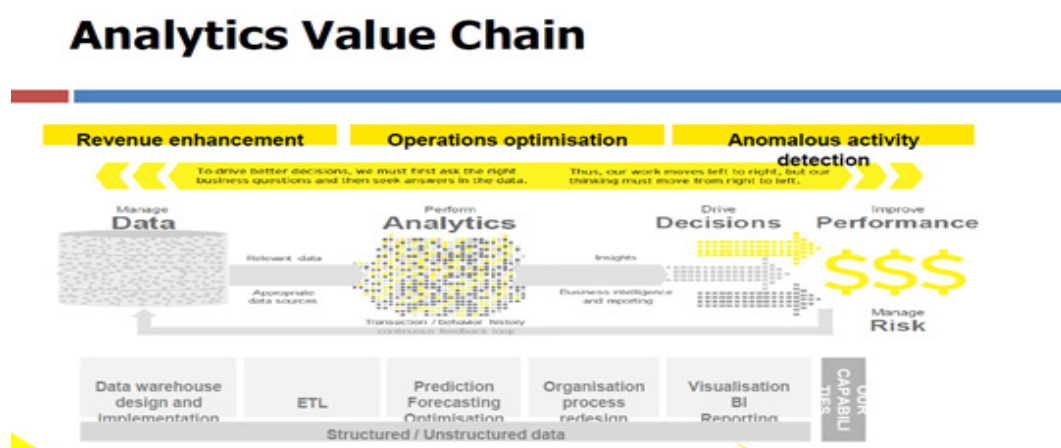 Analytics Value Chain
Revenue enhancement
Operations optimisation
Anomalous activity
detection
To drive better decisions, we must first ask the right
business questions and then seek answers in the data.
Thus, our work moves left to right, but our
thinking must move from right to left.
Manage
Data
Perform
Analytics
Drive
Decisions
Improve
Performance
Relevant data
Appropriate
data sources
Insights
Business intelligence
and reporting
$$$
Transaction / behavior history
continuous feedback loop
Manage
Risk
Data warehouse
design and
implementation
ETL
Prediction
Forecasting
Optimisation
Organisation
process
redesign
Visualisation
BI
Reporting
OUR
CAPABILI
TIES
Structured / Unstructured data